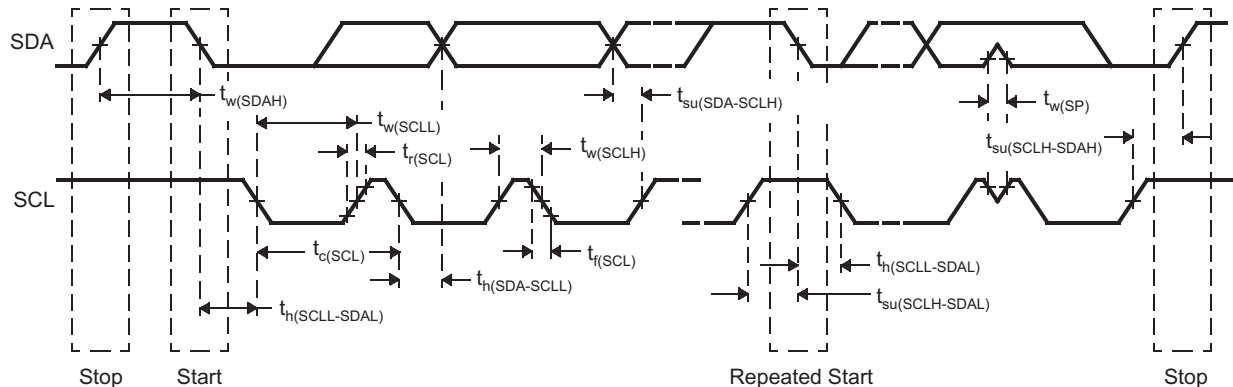 SDA
t_w(SDAH)
t_su(SDA-SCLH)
t_w(SP)
t_w(SCLL)
t_r(SCL)
t_w(SCLH)
t_su(SCLH-SDAH)
SCL
t_c(SCL)
t_f(SCL)
t_h(SDA-SCLL)
t_h(SCLL-SDAL)
t_h(SCLL-SDAL)
t_su(SCLH-SDAL)
Stop
Start
Repeated Start
Stop